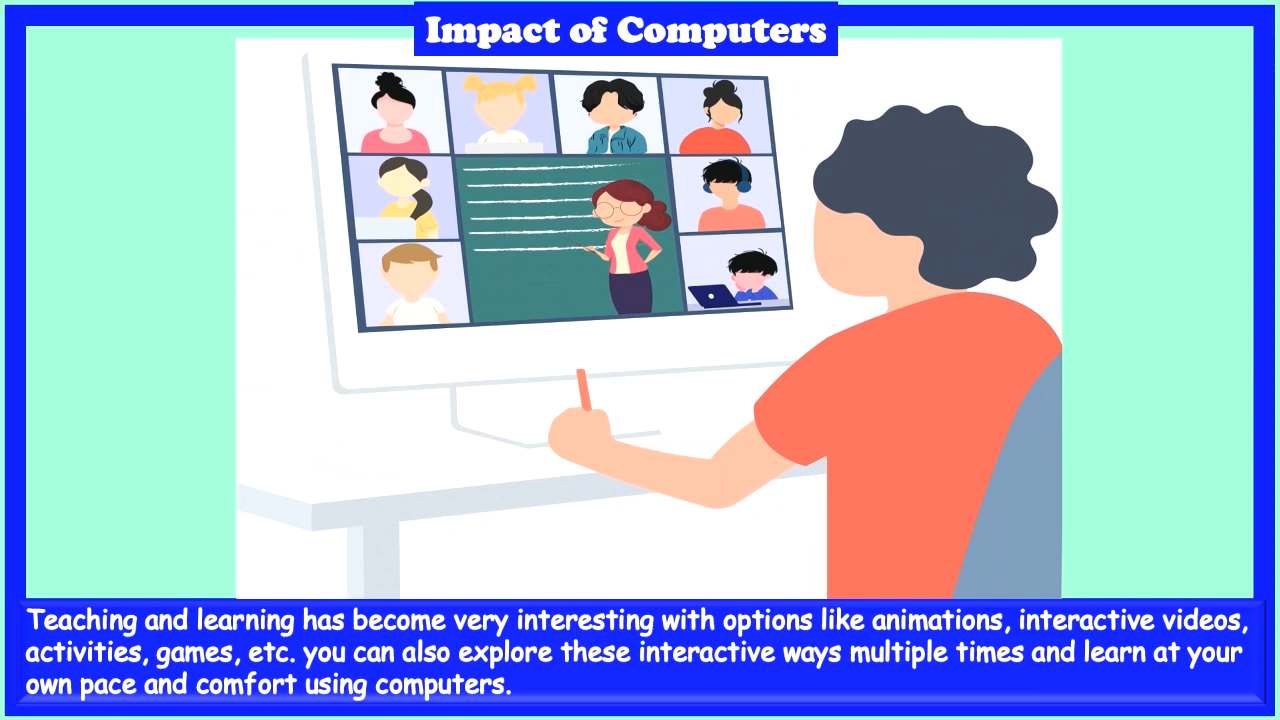 Impact of Computers
Teaching and learning has become very interesting with options like animations, interactive videos,
activities, games, etc. you can also explore these interactive ways multiple times and learn at your
own pace and comfort using computers.